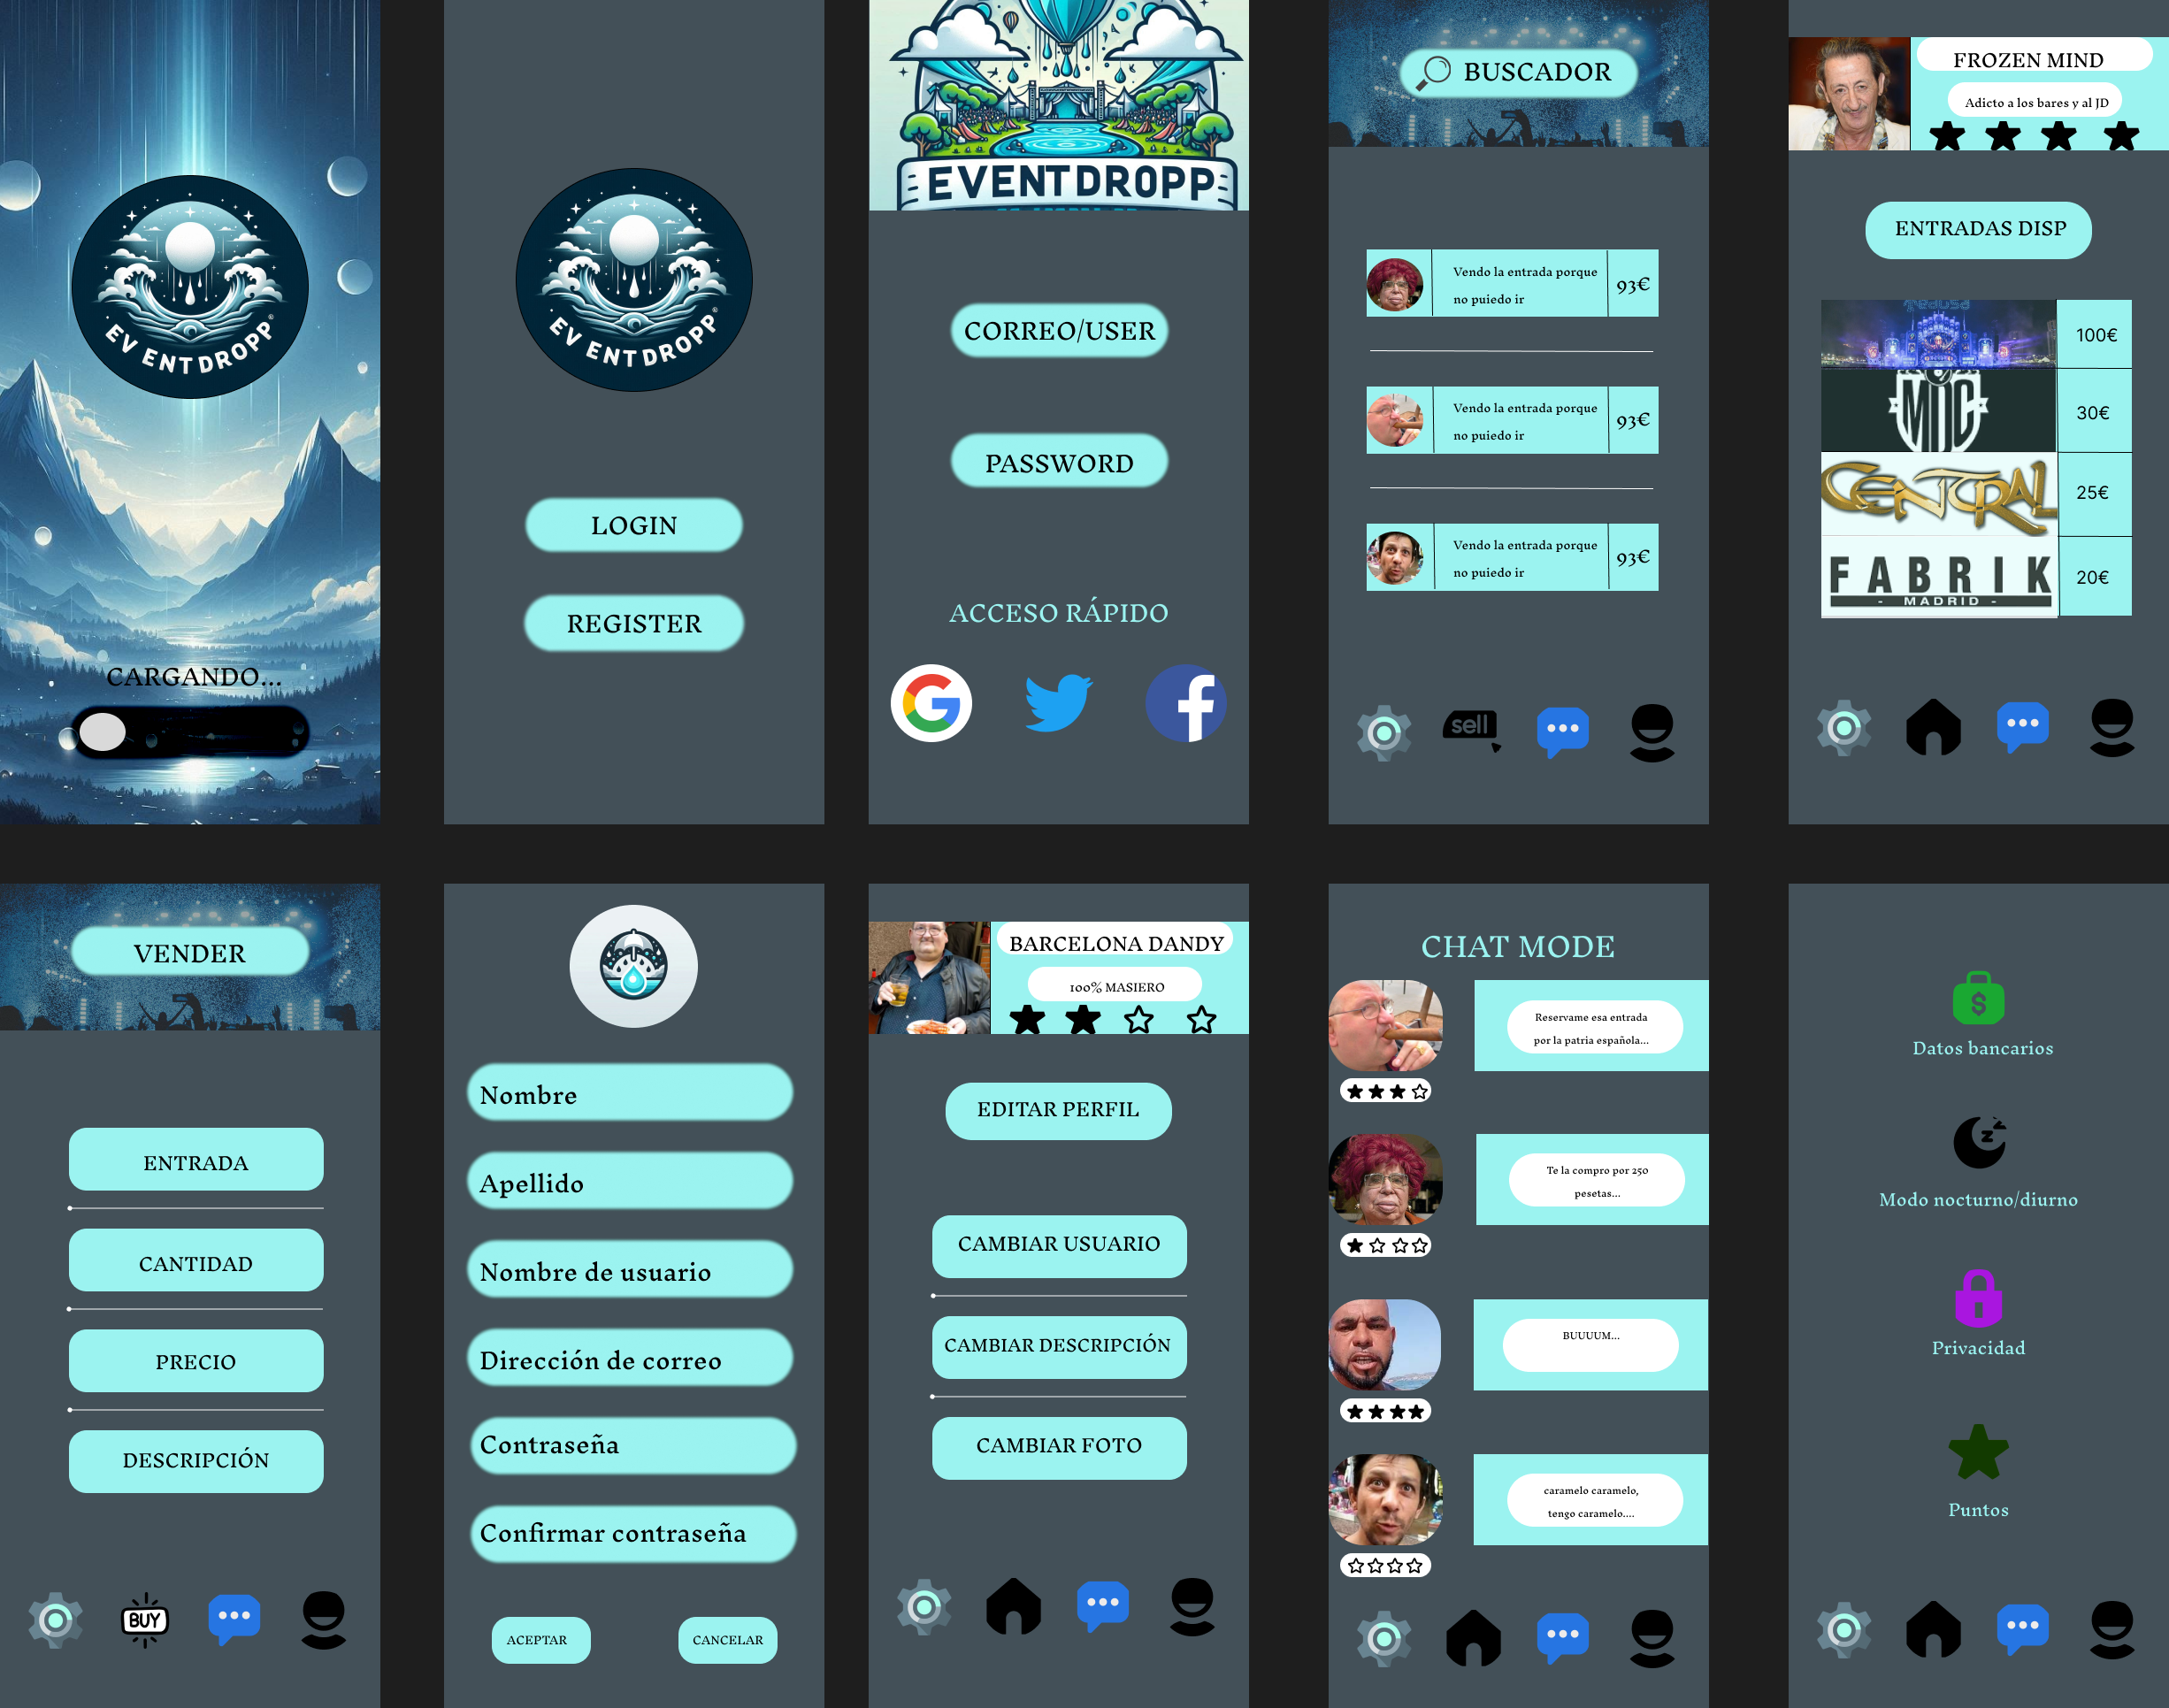 EVENTDROPP
CARGANDO...
EVENTDROPP
LOGIN
REGISTER
EVENTDROPP
CORREO/USER
PASSWORD
ACCESO RÁPIDO
BUSCADOR
Vendo la entrada porque
no puiedo ir
93€
Vendo la entrada porque
no puiedo ir
93€
Vendo la entrada porque
no puiedo ir
93€
sell
FROZEN MIND
Adicto a los bares y al JD
ENTRADAS DISP
medusa
100€
30€
CENTRAL
25€
FABRIK
- MADRID -
20€
VENDER
ENTRADA
CANTIDAD
PRECIO
DESCRIPCIÓN
BUY
Nombre
Apellido
Nombre de usuario
Dirección de correo
Contraseña
Confirmar contraseña
ACEPTAR
CANCELAR
BARCELONA DANDY
100% MASIERO
EDITAR PERFIL
CAMBIAR USUARIO
CAMBIAR DESCRIPCIÓN
CAMBIAR FOTO
CHAT MODE
Reservame esa entrada
por la patria española...
Te la compro por 250
pesetas...
BUUUUM...
caramelo caramelo,
tengo caramelo....
Datos bancarios
Modo nocturno/diurno
Privacidad
Puntos